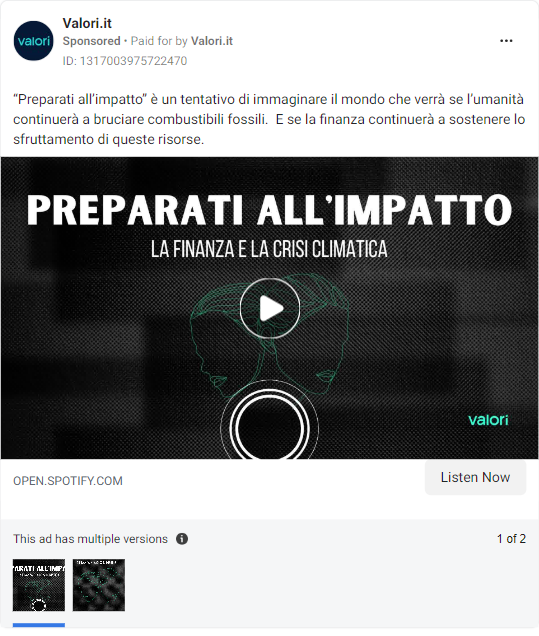 Valori.it
Sponsored • Paid for by Valori.it
ID: 1317003975722470
valori
“Preparati all’impatto” è un tentativo di immaginare il mondo che verrà se l’umanità
continuerà a bruciare combustibili fossili.  E se la finanza continuerà a sostenere lo
sfruttamento di queste risorse.
PREPARATI ALL’IMPATTO
LA FINANZA E LA CRISI CLIMATICA
valori
OPEN.SPOTIFY.COM
Listen Now
This ad has multiple versions
1 of 2